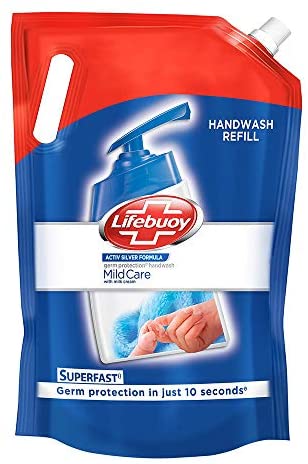 HANDWASH
REFILL
Lifebuoy
ACTIV SILVER FORMULA
germ protection handwash
Mild Care
with milk cream
SUPERFAST
Germ protection in just 10 seconds